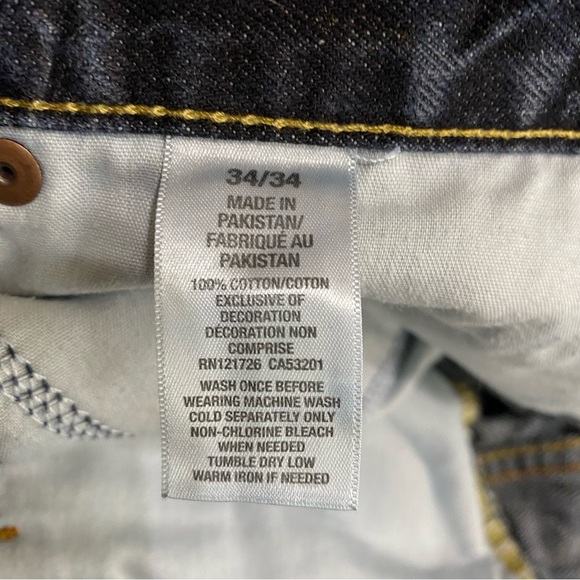 34/34
MADE IN
PAKISTAN/
FABRIQUÉ AU
PAKISTAN
100% COTTON/COTON
EXCLUSIVE OF
DECORATION
DÉCORATION NON
COMPRISE
RN121726 CA53201
WASH ONCE BEFORE
WEARING MACHINE WASH
COLD SEPARATELY ONLY
NON-CHLORINE BLEACH
WHEN NEEDED
TUMBLE DRY LOW
WARM IRON IF NEEDED